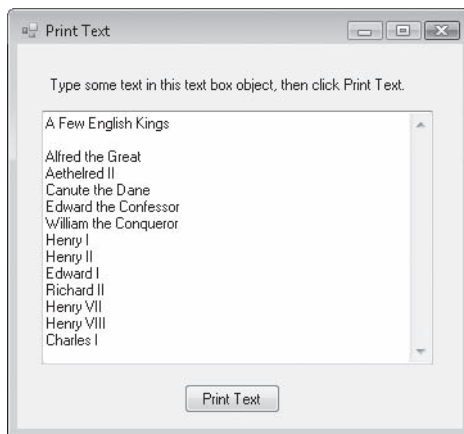 Print Text
Type some text in this text box object, then click Print Text.
A Few English Kings
Alfred the Great
Aethelred II
Canute the Dane
Edward the Confessor
William the Conqueror
Henry I
Henry II
Edward I
Richard II
Henry VII
Henry VIII
Charles I
Print Text